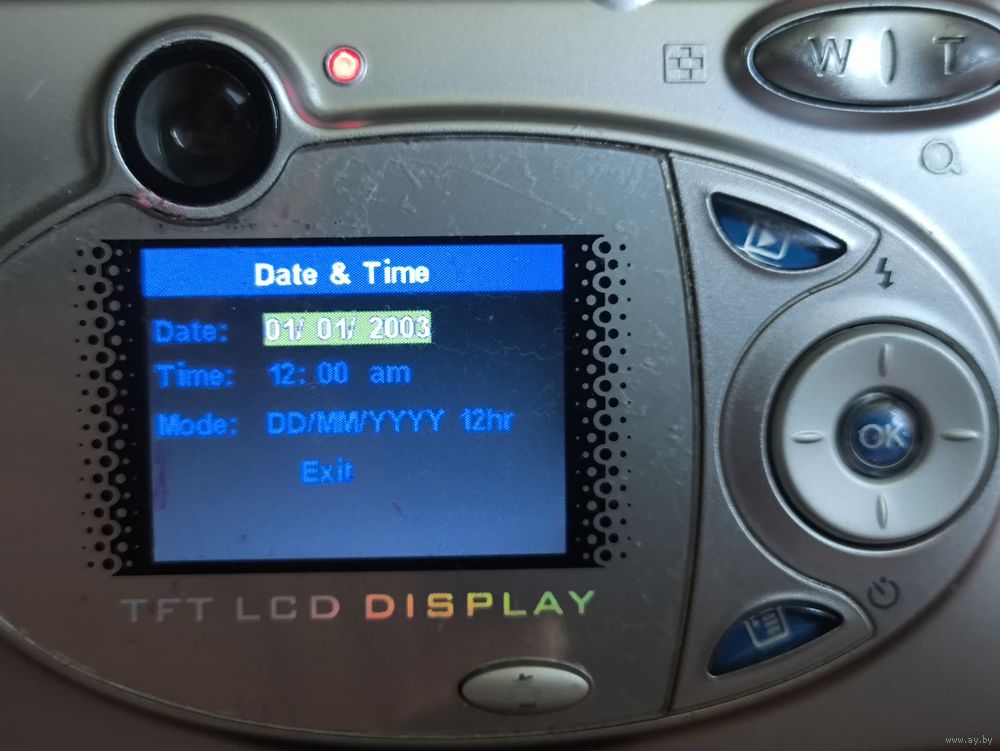 W T
Date & Time
Date: 01/ 01/ 2003
Time: 12: 00 am
Mode: DD/MM/YYYY 12hr
Exit
OK
TFT LCD DISPLAY
www.ay.by